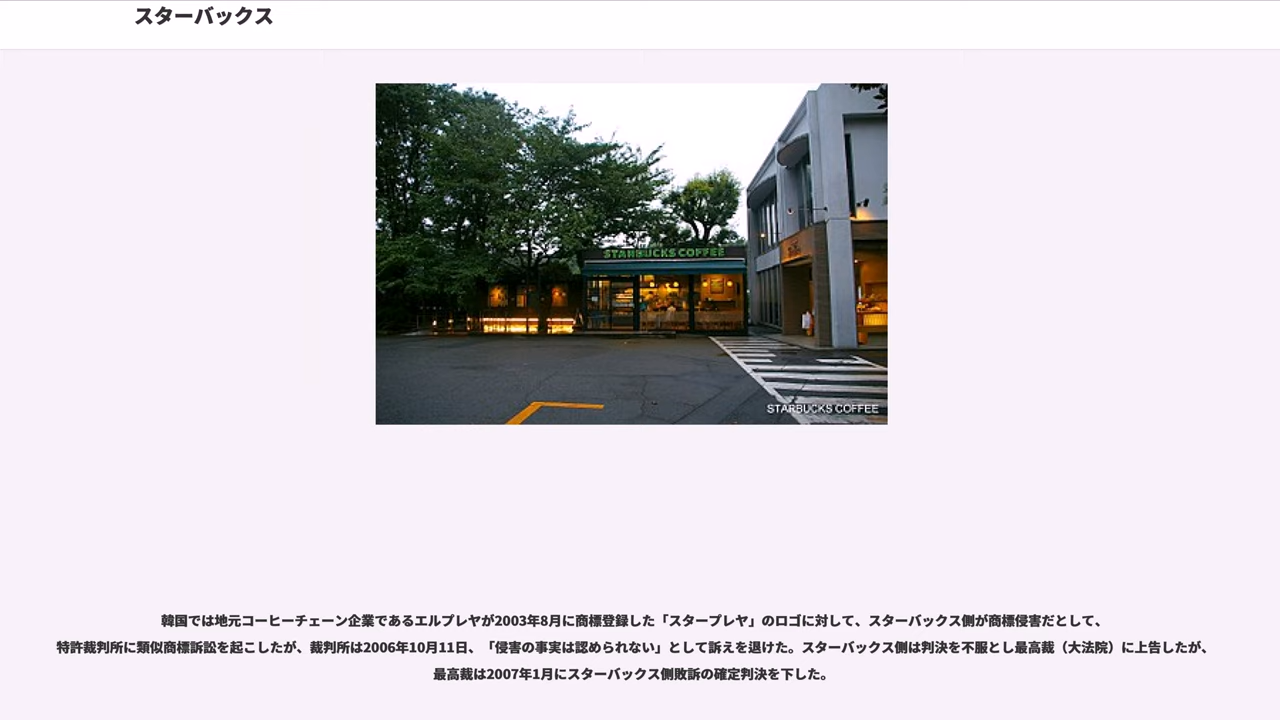 スターバックス
STARBUCKS COFFEE
STARBUCKS COFFEE
韓国では地元コーヒーチェーン企業であるエルプレヤが2003年8月に商標登録した「スタープレヤ」のロゴに対して、スターバックス側が商標侵害だとして、
特許裁判所に類似商標訴訟を起こしたが、裁判所は2006年10月11日、「侵害の事実は認められない」として訴えを退けた。スターバックス側は判決を不服とし最高裁（大法院）に上告したが、
最高裁は2007年1月にスターバックス側敗訴の確定判決を下した。